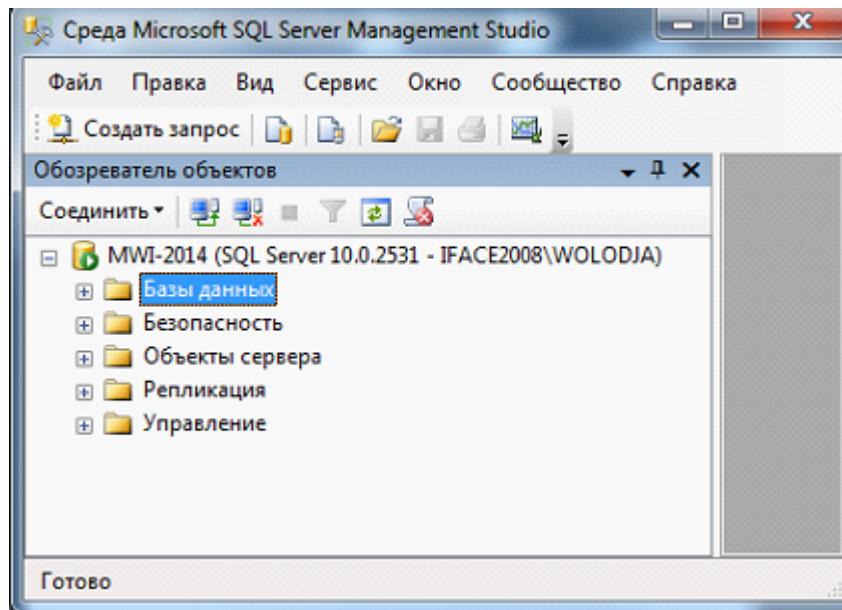 Среда Microsoft SQL Server Management Studio
Файл Правка Вид Сервис Окно Сообщество Справка
Создать запрос
Обозреватель объектов
Соединить
MWI-2014 (SQL Server 10.0.2531 - IFACE2008\WOLODJA)
Базы данных
Безопасность
Объекты сервера
Репликация
Управление
Готово